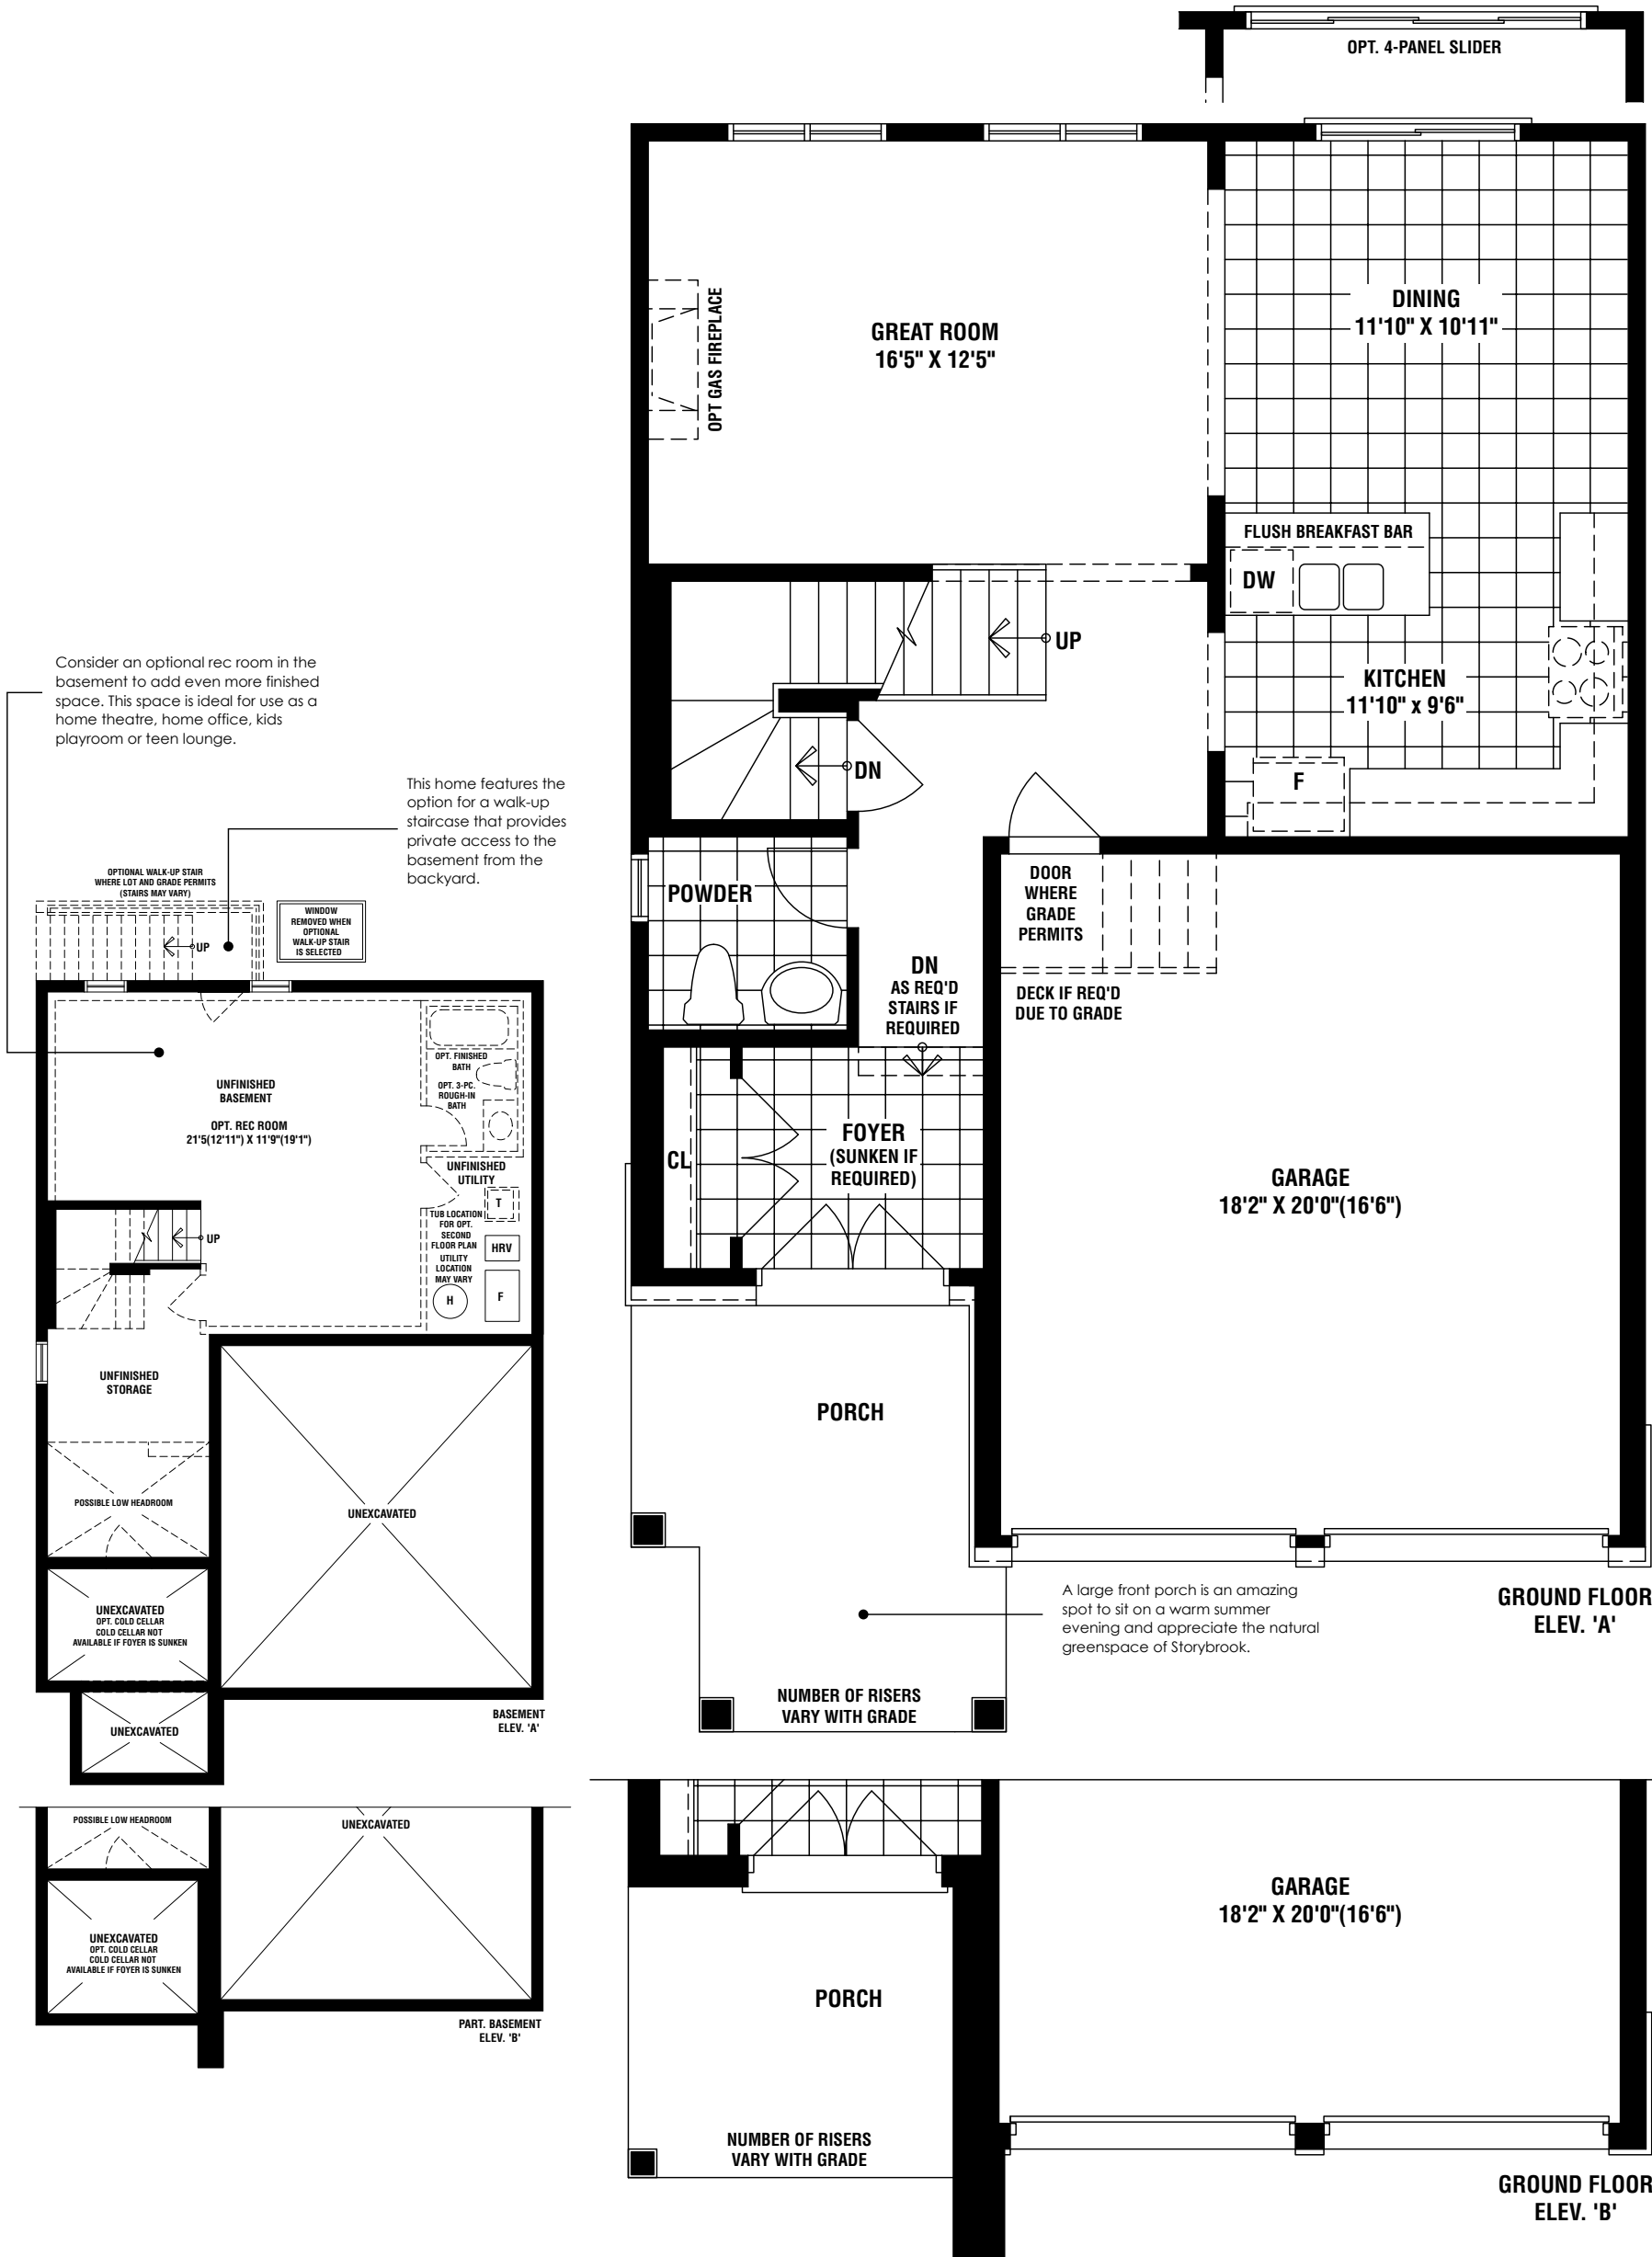 OPT. 4-PANEL SLIDER
GREAT ROOM
16'5" X 12'5"
OPT GAS FIREPLACE
DINING
11'10" X 10'11"
FLUSH BREAKFAST BAR
DW
UP
KITCHEN
11'10" x 9'6"
DN
F
POWDER
DOOR
WHERE
GRADE
PERMITS
DN
AS REQ'D
STAIRS IF
REQUIRED
DECK IF REQ'D
DUE TO GRADE
CL
FOYER
(SUNKEN IF
REQUIRED)
GARAGE
18'2" X 20'0"(16'6")
PORCH
A large front porch is an amazing
spot to sit on a warm summer
evening and appreciate the natural
greenspace of Storybrook.
GROUND FLOOR
ELEV. 'A'
NUMBER OF RISERS
VARY WITH GRADE
GARAGE
18'2" X 20'0"(16'6")
PORCH
NUMBER OF RISERS
VARY WITH GRADE
GROUND FLOOR
ELEV. 'B'
Consider an optional rec room in the
basement to add even more finished
space. This space is ideal for use as a
home theatre, home office, kids
playroom or teen lounge.
This home features the
option for a walk-up
staircase that provides
private access to the
basement from the
backyard.
OPTIONAL WALK-UP STAIR
WHERE LOT AND GRADE PERMITS
(STAIRS MAY VARY)
WINDOW
REMOVED WHEN
OPTIONAL
WALK-UP STAIR
IS SELECTED
UP
UNFINISHED
BASEMENT
OPT. REC ROOM
21'5(12'11") X 11'9"(19'1")
OPT. FINISHED
BATH
OPT. 3-PC.
ROUGH-IN
BATH
UNFINISHED
UTILITY
T
TUB LOCATION
FOR OPT.
SECOND
FLOOR PLAN
UTILITY
LOCATION
MAY VARY
HRV
H
F
UP
UNFINISHED
STORAGE
POSSIBLE LOW HEADROOM
UNEXCAVATED
UNEXCAVATED
OPT. COLD CELLAR
COLD CELLAR NOT
AVAILABLE IF FOYER IS SUNKEN
UNEXCAVATED
BASEMENT
ELEV. 'A'
POSSIBLE LOW HEADROOM
UNEXCAVATED
UNEXCAVATED
OPT. COLD CELLAR
COLD CELLAR NOT
AVAILABLE IF FOYER IS SUNKEN
PART. BASEMENT
ELEV. 'B'